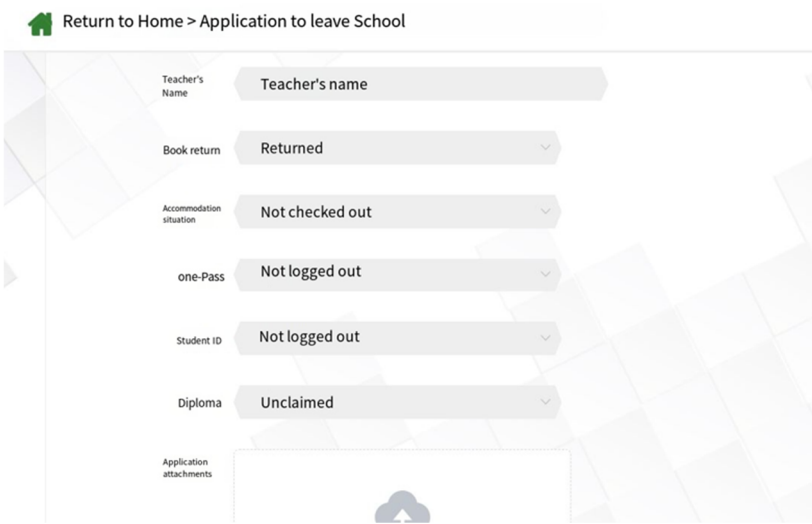 Return to Home > Application to leave School
Teacher's
Name
Teacher's name
Book return
Returned
Accommodation
situation
Not checked out
one-Pass
Not logged out
Student ID
Not logged out
Diploma
Unclaimed
Application
attachments